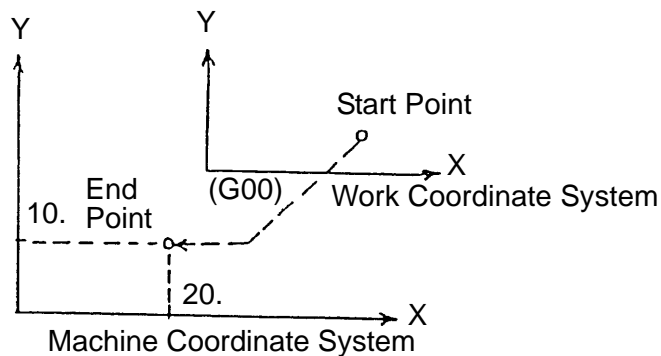 Y
Y
Start Point
X
(G00)
Work Coordinate System
End
Point
10.
20.
X
Machine Coordinate System